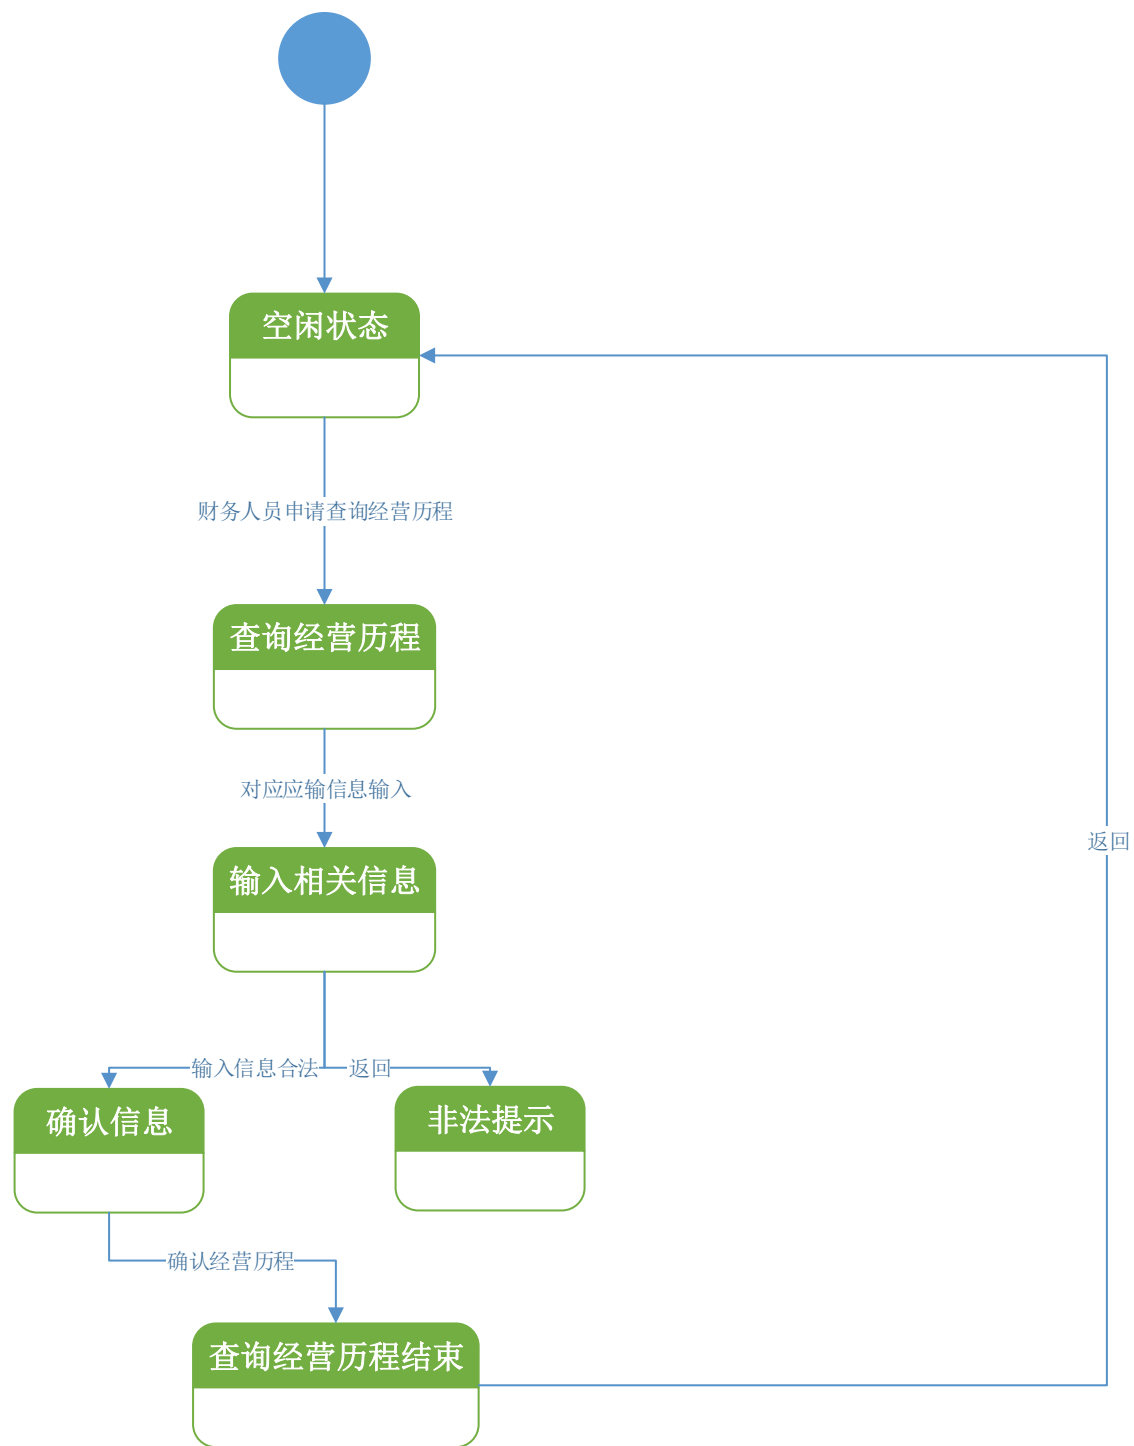 空闲状态
财务人员申请查询经营历程
查询经营历程
对应应输信息输入
返回
输入相关信息
输入信息合法
返回
确认信息
非法提示
确认经营历程
查询经营历程结束